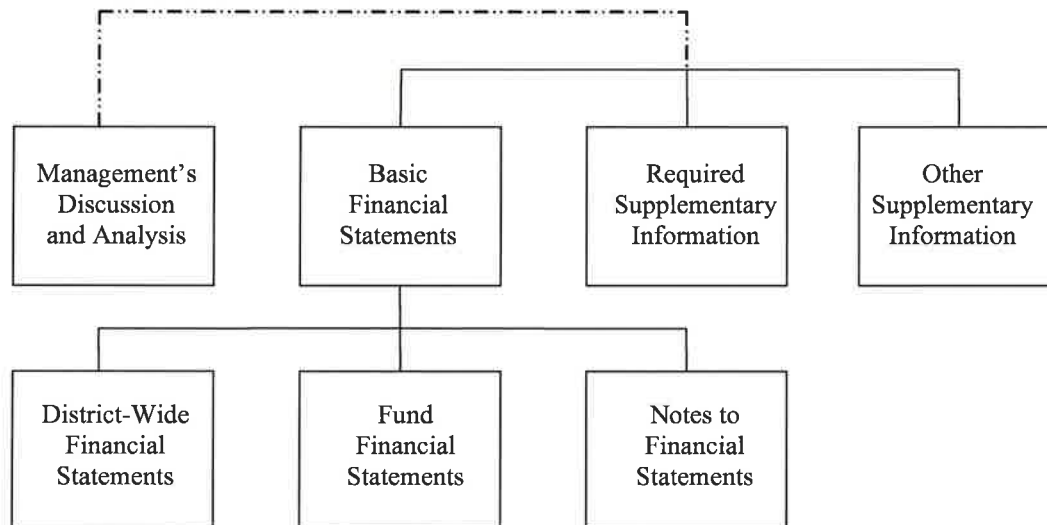 Management’s
Discussion
and Analysis
Basic
Financial
Statements
Required
Supplementary
Information
Other
Supplementary
Information
District-Wide
Financial
Statements
Fund
Financial
Statements
Notes to
Financial
Statements